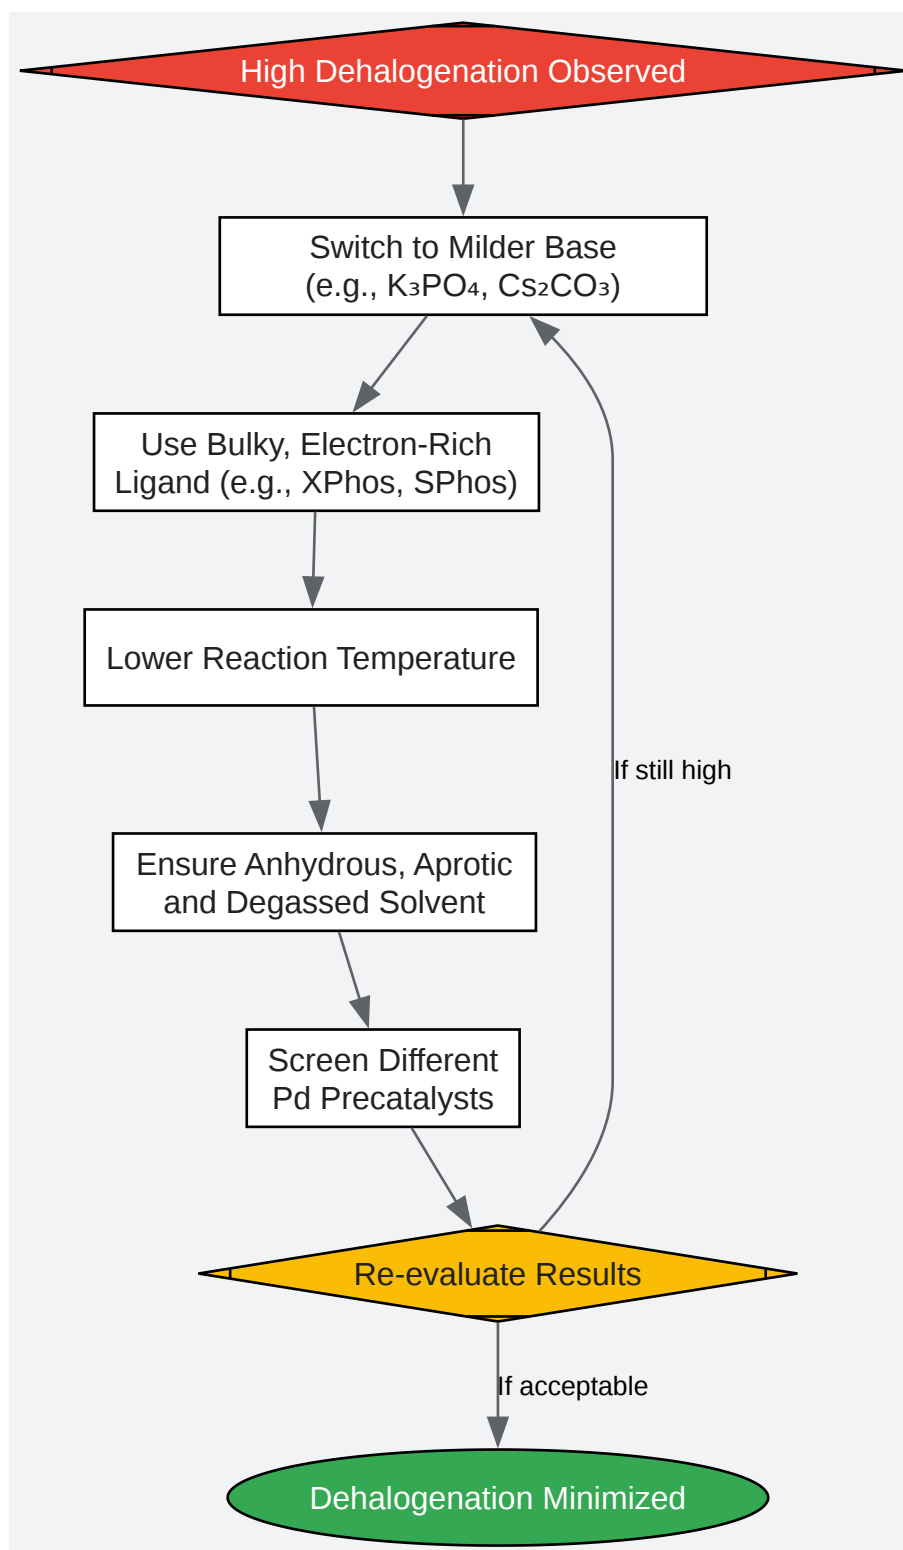 High Dehalogenation Observed
Switch to Milder Base
(e.g., K₃PO₄, Cs₂CO₃)
Use Bulky, Electron-Rich
Ligand (e.g., XPhos, SPhos)
Lower Reaction Temperature
If still high
Ensure Anhydrous, Aprotic
and Degassed Solvent
Screen Different
Pd Precatalysts
Re-evaluate Results
If acceptable
Dehalogenation Minimized